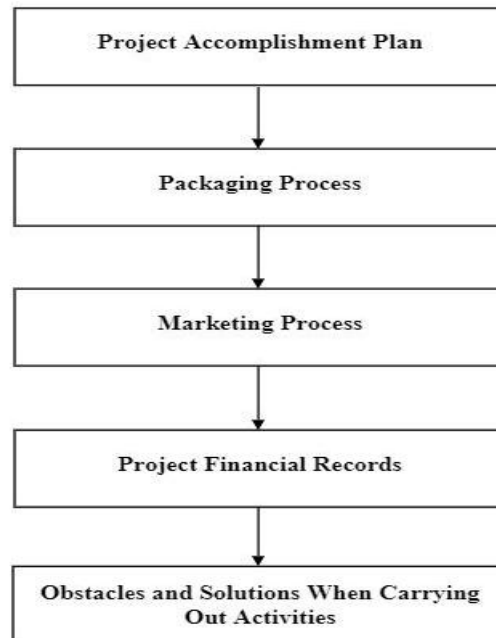 Project Accomplishment Plan
Packaging Process
Marketing Process
Project Financial Records
Obstacles and Solutions When Carrying
Out Activities